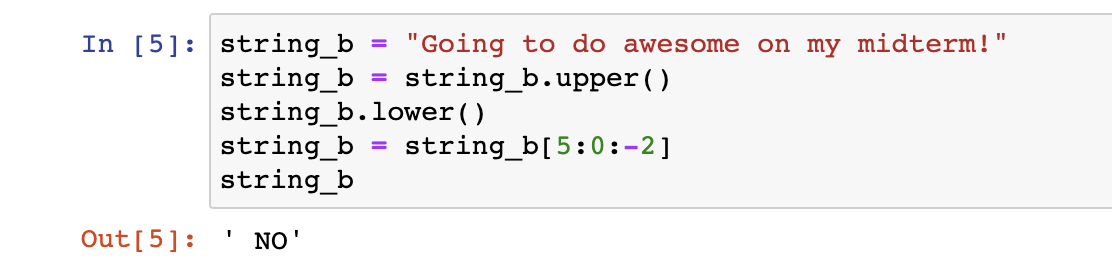 In [5]: string_b = "Going to do awesome on my midterm!"
string_b = string_b.upper()
string_b.lower()
string_b = string_b[5:0:-2]
string_b
Out[5]: ' NO'